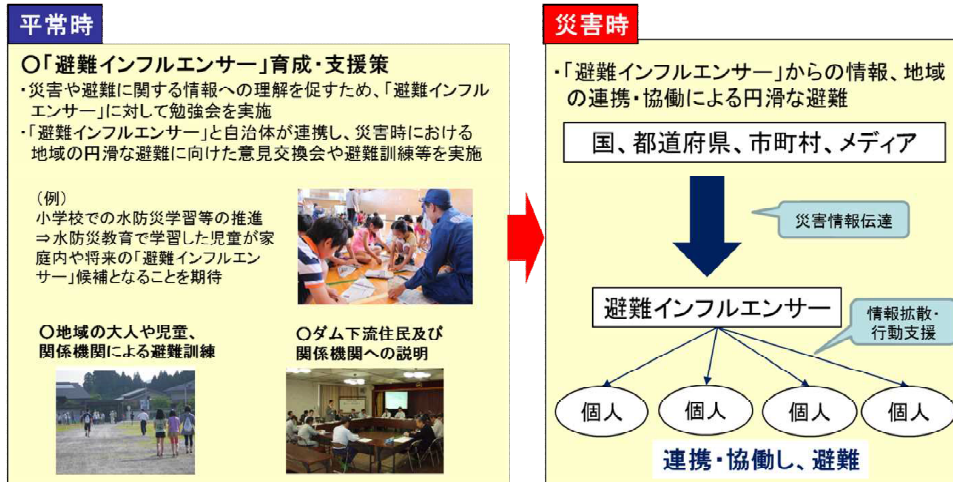 平常時
〇「避難インフルエンサー」育成・支援策
・災害や避難に関する情報への理解を促すため、「避難インフル
エンサー」に対して勉強会を実施
・「避難インフルエンサー」と自治体が連携し、災害時における
地域の円滑な避難に向けた意見交換会や避難訓練等を実施
(例)
小学校での水防災学習等の推進
⇒水防災教育で学習した児童が家
庭内や将来の「避難インフルエン
サー」候補となることを期待
〇地域の大人や児童、
関係機関による避難訓練
〇ダム下流住民及び
関係機関への説明
災害時
・「避難インフルエンサー」からの情報、地域
の連携・協働による円滑な避難
国、都道府県、市町村、メディア
災害情報伝達
避難インフルエンサー
情報拡散・
行動支援
個人
個人
個人
個人
連携・協働し、避難